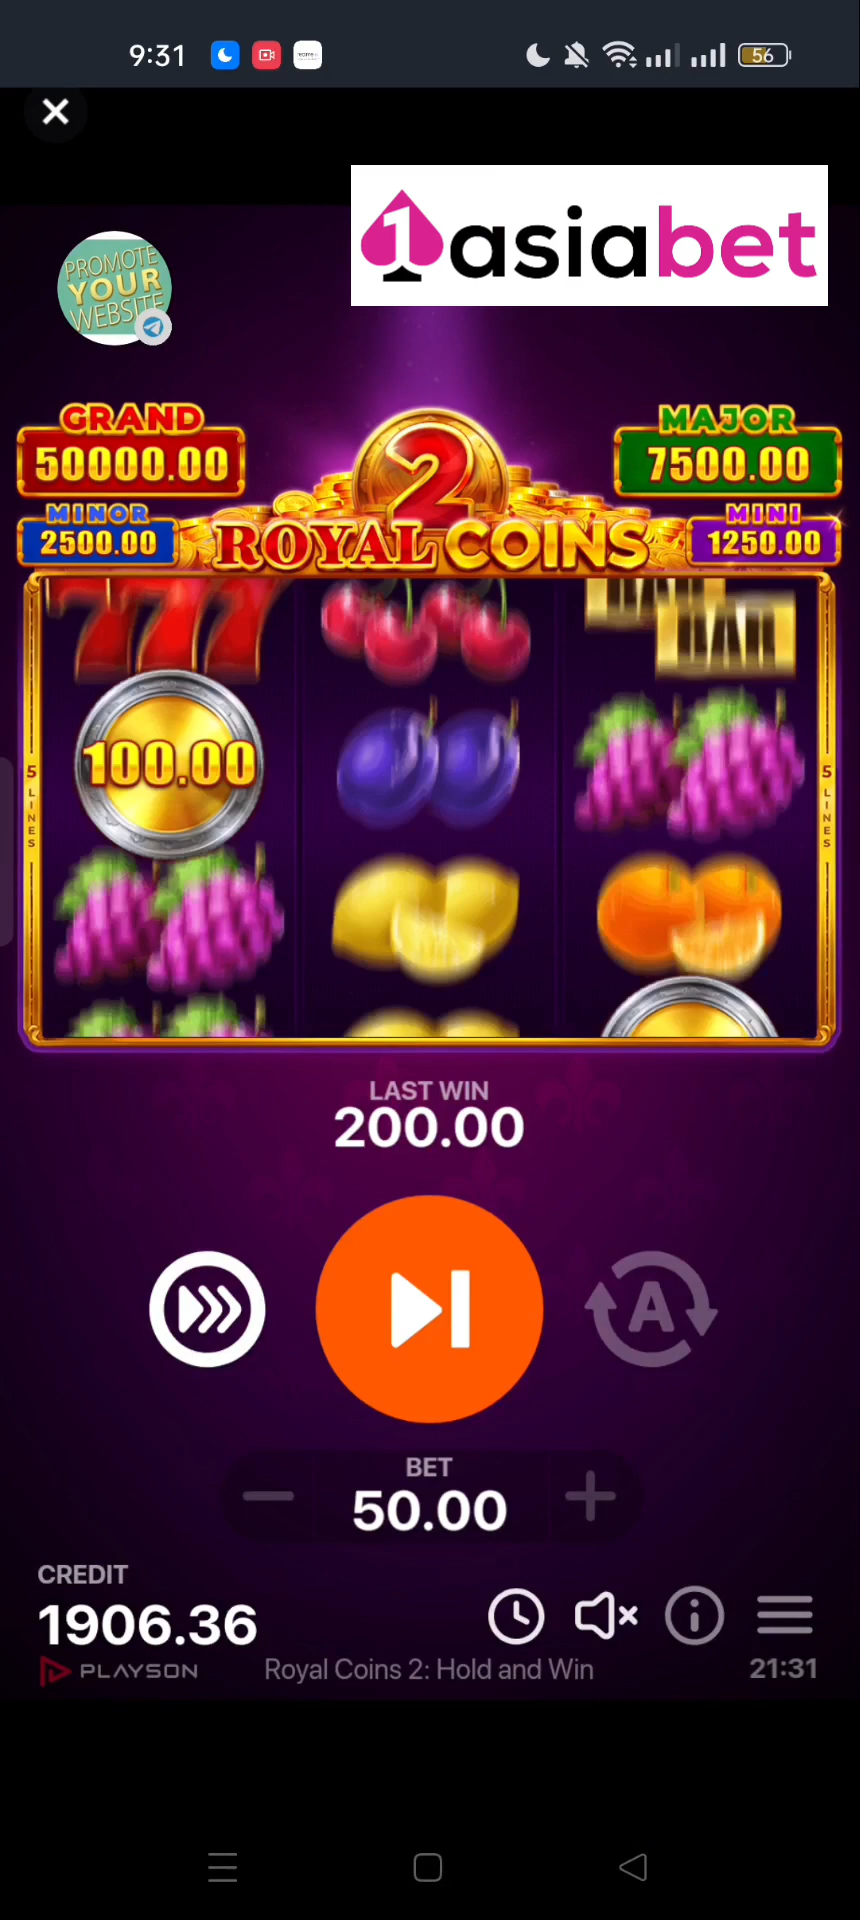 9:31
56
PROMOTE
YOUR
WEBSITE
1asiabet
GRAND
50000.00
MAJOR
7500.00
MINOR
2500.00
MINI
1250.00
2
ROYAL COINS
777
100.00
5 LINES
5 LINES
LAST WIN
200.00
A
BET
50.00
CREDIT
1906.36
PLAYSON
Royal Coins 2: Hold and Win
21:31